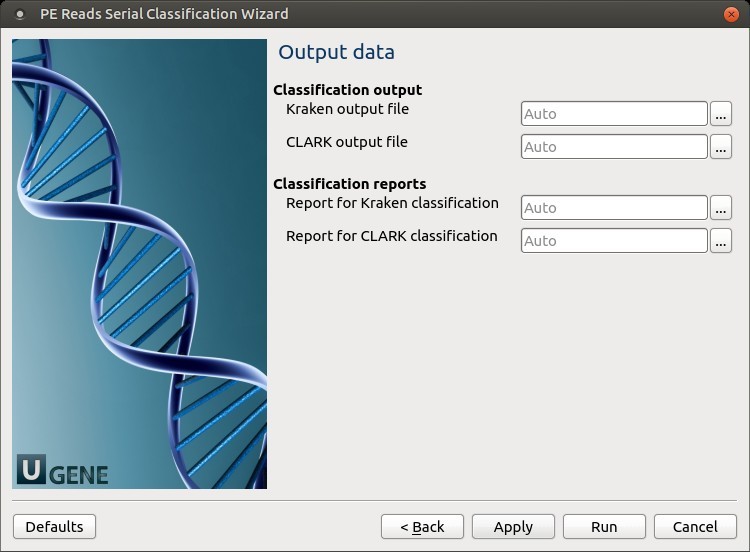 PE Reads Serial Classification Wizard
Output data
Classification output
Kraken output file Auto ...
CLARK output file Auto ...
Classification reports
Report for Kraken classification Auto ...
Report for CLARK classification Auto ...
U GENE
Defaults < Back Apply Run Cancel